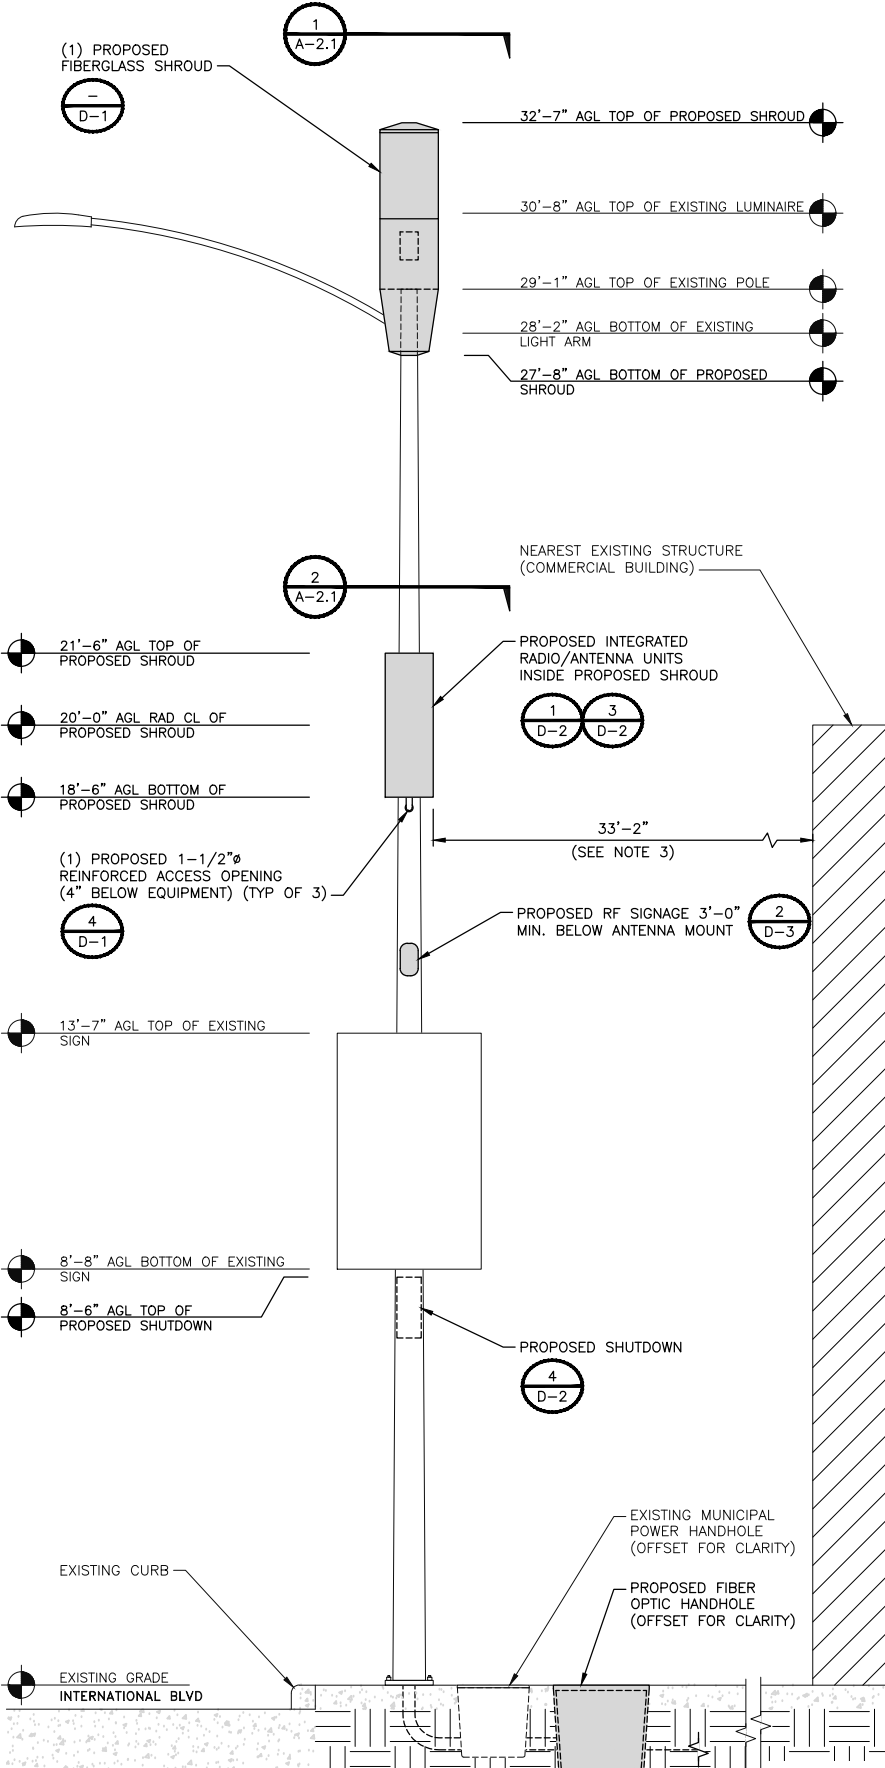 1
A-2.1
(1) PROPOSED
FIBERGLASS SHROUD
-
D-1
32'-7" AGL TOP OF PROPOSED SHROUD
30'-8" AGL TOP OF EXISTING LUMINAIRE
29'-1" AGL TOP OF EXISTING POLE
28'-2" AGL BOTTOM OF EXISTING
LIGHT ARM
27'-8" AGL BOTTOM OF PROPOSED
SHROUD
NEAREST EXISTING STRUCTURE
(COMMERCIAL BUILDING)
2
A-2.1
21'-6" AGL TOP OF
PROPOSED SHROUD
PROPOSED INTEGRATED
RADIO/ANTENNA UNITS
INSIDE PROPOSED SHROUD
1
D-2
3
D-2
20'-0" AGL RAD CL OF
PROPOSED SHROUD
18'-6" AGL BOTTOM OF
PROPOSED SHROUD
33'-2"
(SEE NOTE 3)
(1) PROPOSED 1-1/2"ø
REINFORCED ACCESS OPENING
(4" BELOW EQUIPMENT) (TYP OF 3)
4
D-1
PROPOSED RF SIGNAGE 3'-0"
MIN. BELOW ANTENNA MOUNT
2
D-3
13'-7" AGL TOP OF EXISTING
SIGN
8'-8" AGL BOTTOM OF EXISTING
SIGN
8'-6" AGL TOP OF
PROPOSED SHUTDOWN
PROPOSED SHUTDOWN
4
D-2
EXISTING MUNICIPAL
POWER HANDHOLE
(OFFSET FOR CLARITY)
EXISTING CURB
PROPOSED FIBER
OPTIC HANDHOLE
(OFFSET FOR CLARITY)
EXISTING GRADE
INTERNATIONAL BLVD